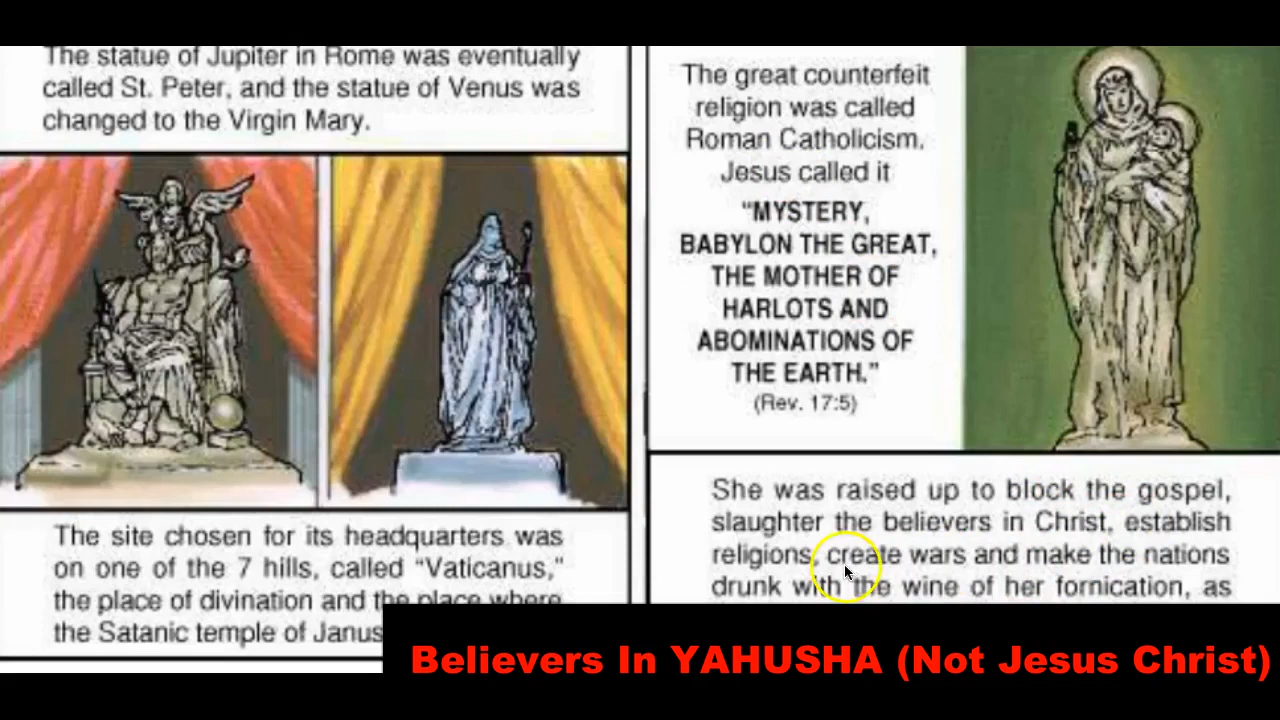 The statue of Jupiter in Rome was eventually
called St. Peter, and the statue of Venus was
changed to the Virgin Mary.
The site chosen for its headquarters was
on one of the 7 hills, called “Vaticanus,”
the place of divination and the place where
the Satanic temple of Janus
The great counterfeit
religion was called
Roman Catholicism.
Jesus called it
“MYSTERY,
BABYLON THE GREAT,
THE MOTHER OF
HARLOTS AND
ABOMINATIONS OF
THE EARTH.”
(Rev. 17:5)
She was raised up to block the gospel,
slaughter the believers in Christ, establish
religions, create wars and make the nations
drunk with the wine of her fornication, as
Believers In YAHUSHA (Not Jesus Christ)